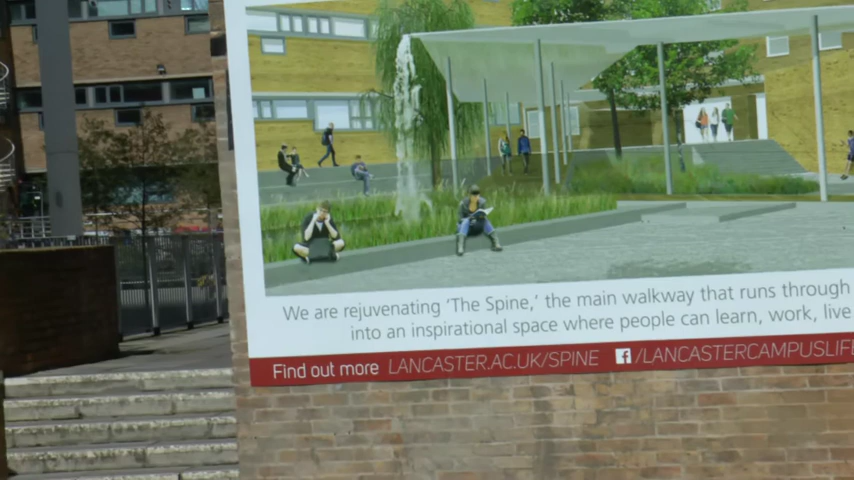 We are rejuvenating 'The Spine,' the main walkway that runs through
into an inspirational space where people can learn, work, live
Find out more LANCASTER.AC.UK/SPINE f/LANCASTERCAMPUSLIFE